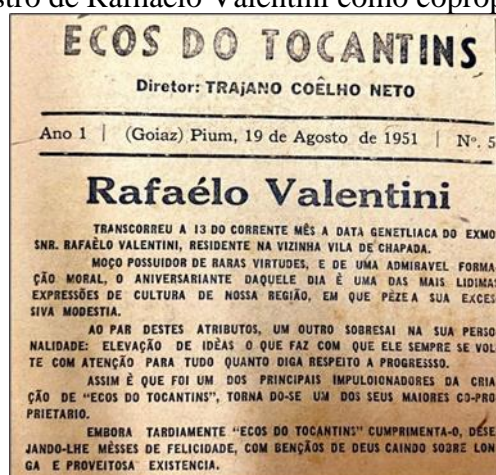 stro de Rafhaelo Valentini como coprop
ECOS DO TOCANTINS
Diretor: TRAJANO COÊLHO NETO
Ano 1 | (Goiaz) Pium, 19 de Agosto de 1951 | Nº. 5
Rafaélo Valentini
TRANSCORREU A 13 DO CORRENTE MÊS A DATA GENETLIACA DO EXMO
SNR. RAFAÈLO VALENTINI, RESIDENTE NA VIZINHA VILA DE CHAPADA.
MOÇO POSSUIDOR DE RARAS VIRTUDES, E DE UMA ADMIRAVEL FORMA-
ÇÃO MORAL, O ANIVERSARIANTE DAQUELE DIA É UMA DAS MAIS LIDIMAS
EXPRESSÕES DE CULTURA DE NOSSA REGIÃO, EM QUE PÈZE A SUA EXCES
SIVA MODESTIA.
AO PAR DESTES ATRIBUTOS, UM OUTRO SOBRESAI NA SUA PERSO
NALIDADE: ELEVAÇÃO DE IDÈAS O QUE FAZ COM QUE ELE SEMPRE SE VOL
TE COM ATENÇÃO PARA TUDO QUANTO DIGA RESPEITO A PROGRESSSO.
ASSIM É QUE FOI UM DOS PRINCIPAIS IMPULOIONADORES DA CRIA
ÇÃO DE "ECOS DO TOCANTINS", TORNA DO-SE UM DOS SEUS MAIORES CO-PRO
PRIETARIO.
EMBORA TARDIAMENTE "ECOS DO TOCANTINS" CUMPRIMENTA-O, DESE
JANDO-LHE MÈSSES DE FELICIDADE, COM BENÇÃOS DE DEUS CAINDO SOBRE LON
GA E PROVEITOSA EXISTENCIA.